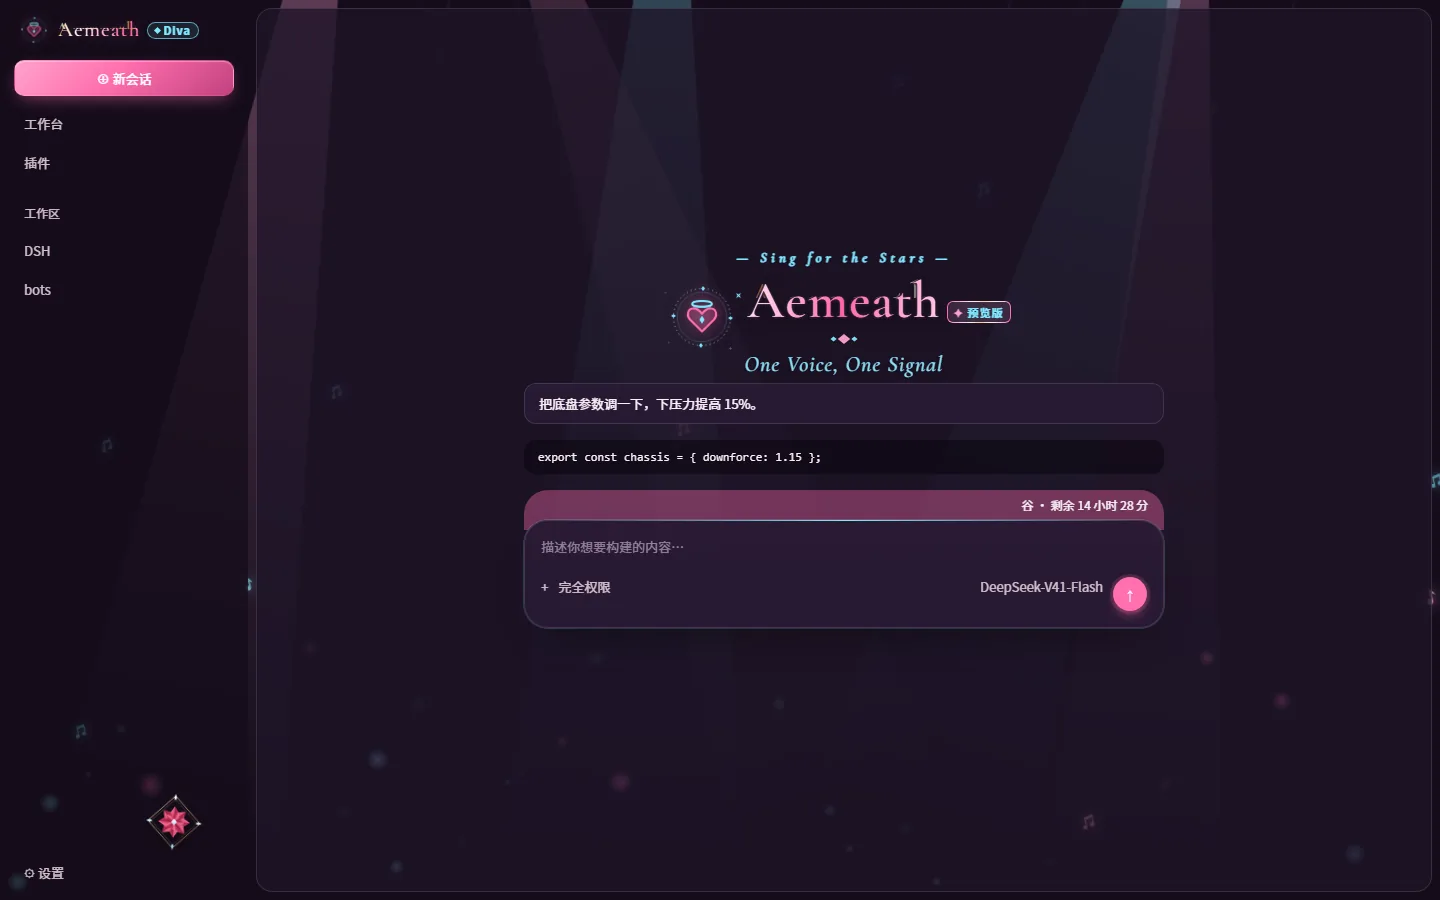 Aemeath
Diva
新会话
工作台
插件
工作区
DSH
bots
设置
— Sing for the Stars —
Aemeath
预览版
One Voice, One Signal
把底盘参数调一下，下压力提高 15%。
export const chassis = { downforce: 1.15 };
谷 · 剩余 14 小时 28 分
描述你想要构建的内容…
+ 完全权限
DeepSeek-V41-Flash